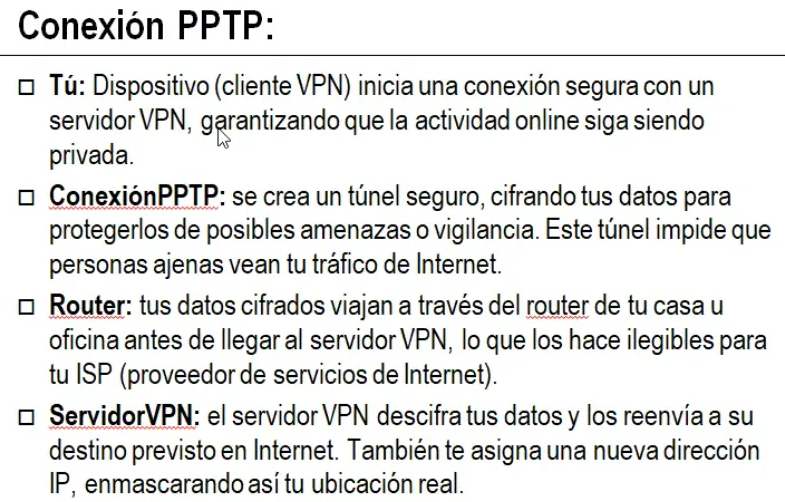 Conexión PPTP:
Tú: Dispositivo (cliente VPN) inicia una conexión segura con un
servidor VPN, garantizando que la actividad online siga siendo
privada.
ConexiónPPTP: se crea un túnel seguro, cifrando tus datos para
protegerlos de posibles amenazas o vigilancia. Este túnel impide que
personas ajenas vean tu tráfico de Internet.
Router: tus datos cifrados viajan a través del router de tu casa u
oficina antes de llegar al servidor VPN, lo que los hace ilegibles para
tu ISP (proveedor de servicios de Internet).
ServidorVPN: el servidor VPN descifra tus datos y los reenvía a su
destino previsto en Internet. También te asigna una nueva dirección
IP, enmascarando así tu ubicación real.